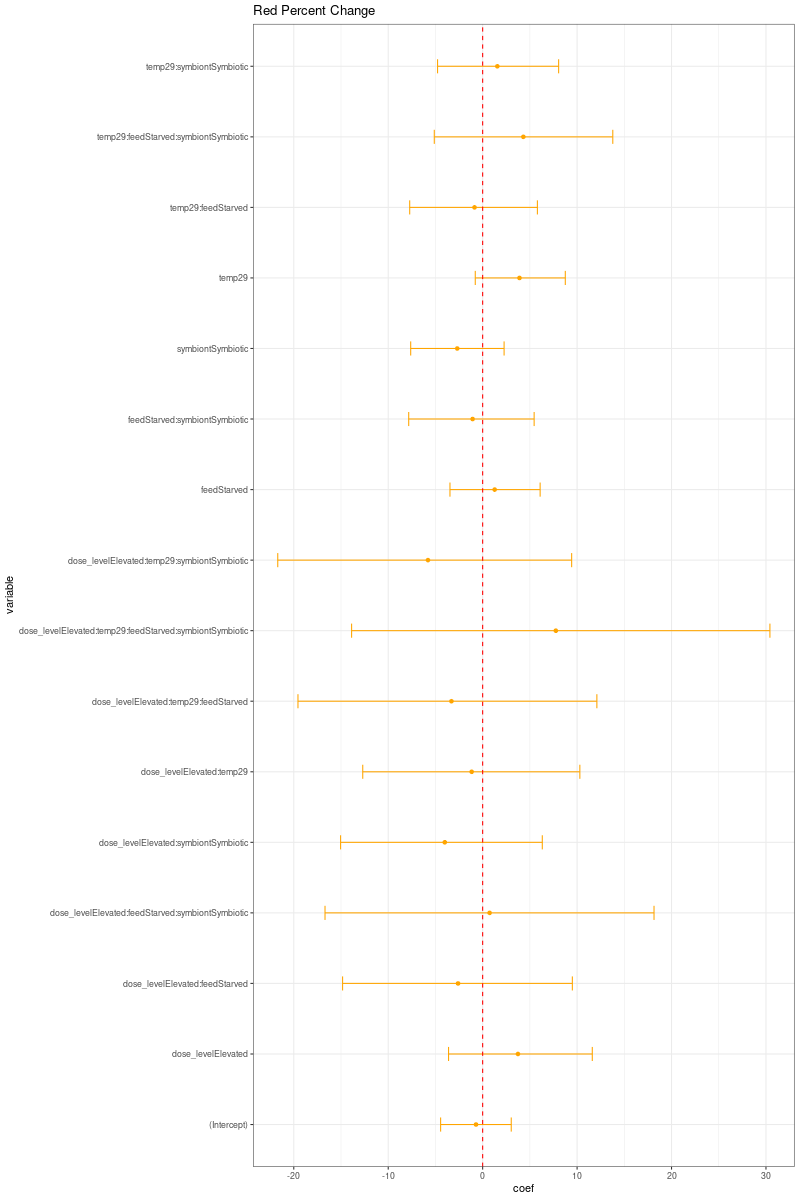 Red Percent Change
temp29:symbiontSymbiotic
temp29:feedStarved:symbiontSymbiotic
temp29:feedStarved
temp29
symbiontSymbiotic
feedStarved:symbiontSymbiotic
feedStarved
dose_levelElevated:temp29:symbiontSymbiotic
dose_levelElevated:temp29:feedStarved:symbiontSymbiotic
dose_levelElevated:temp29:feedStarved
dose_levelElevated:temp29
dose_levelElevated:symbiontSymbiotic
dose_levelElevated:feedStarved:symbiontSymbiotic
dose_levelElevated:feedStarved
dose_levelElevated
(Intercept)
variable
-20 -10 0 10 20 30
coef